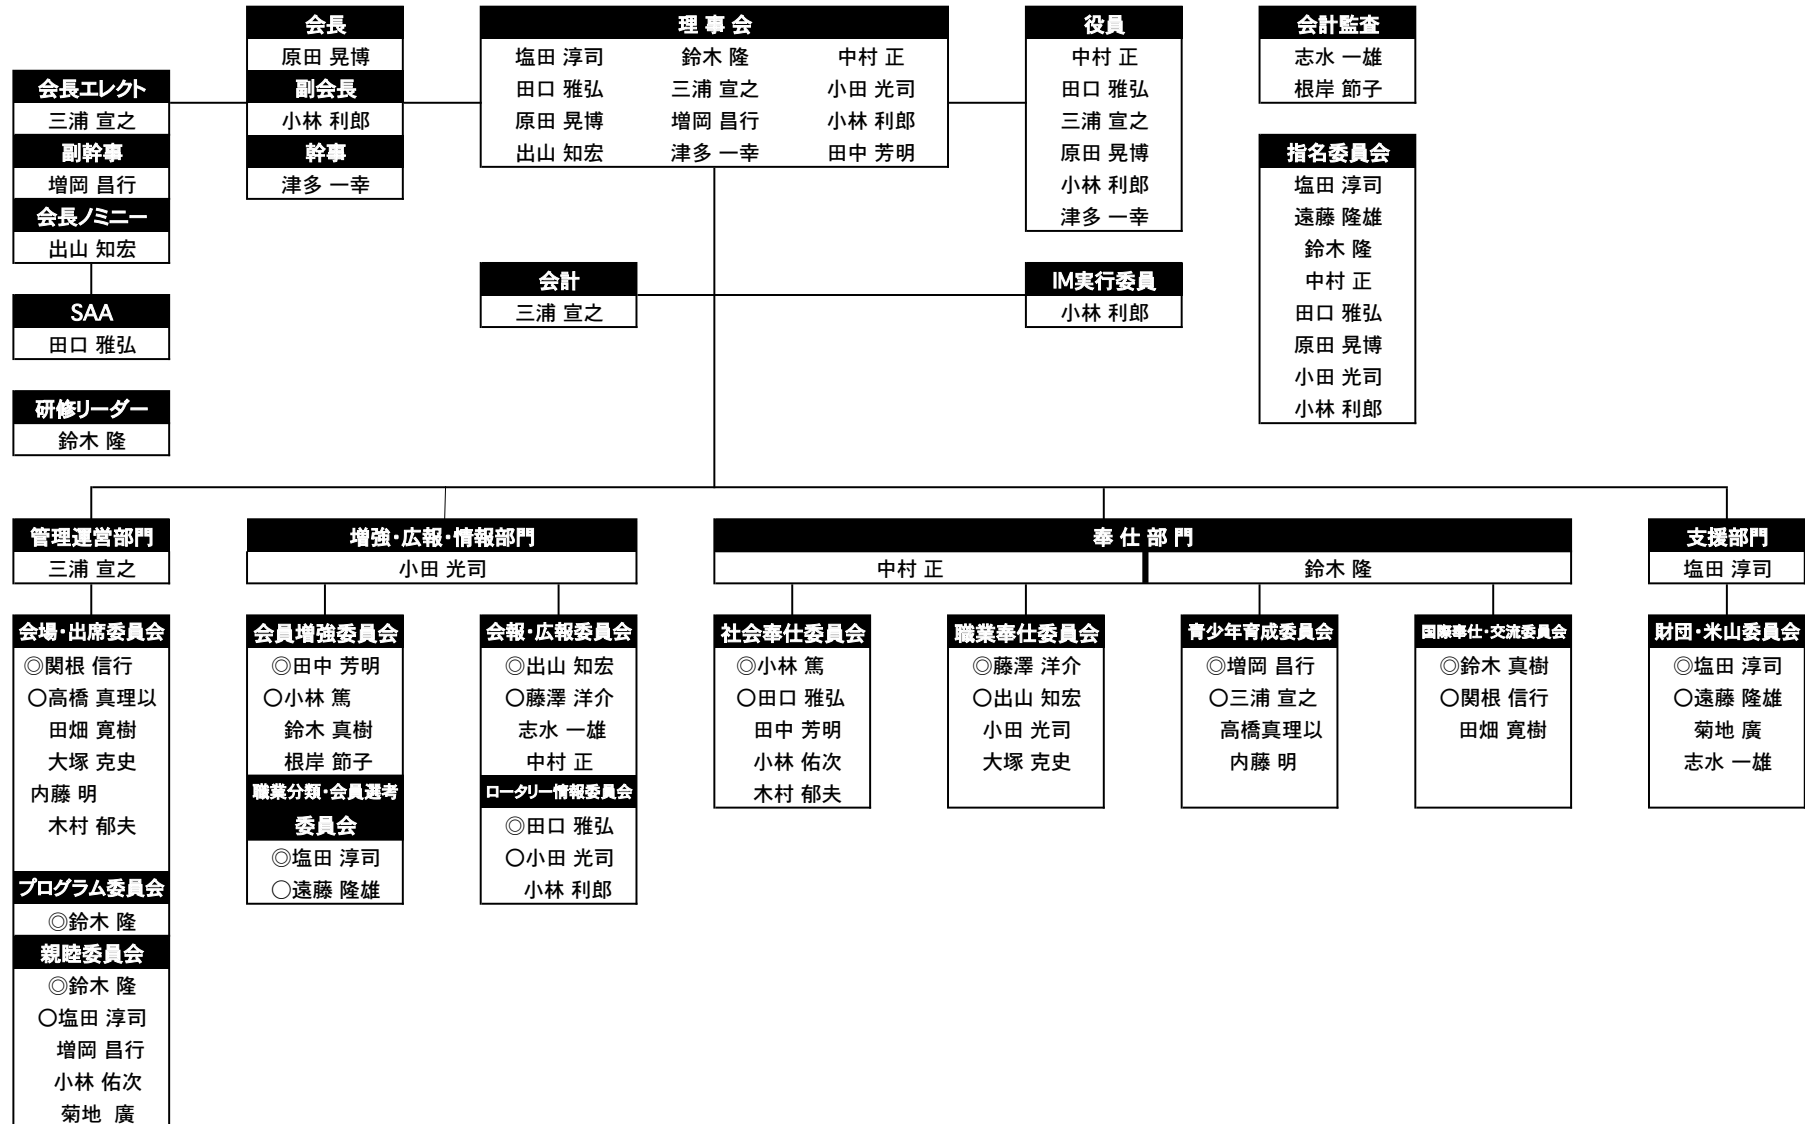 会長
原田 晃博
副会長
小林 利郎
幹事
津多 一幸
理 事 会
塩田 淳司 鈴木 隆 中村 正
田口 雅弘 三浦 宣之 小田 光司
原田 晃博 増岡 昌行 小林 利郎
出山 知宏 津多 一幸 田中 芳明
役員
中村 正
田口 雅弘
三浦 宣之
原田 晃博
小林 利郎
津多 一幸
会計監査
志水 一雄
根岸 節子
会長エレクト
三浦 宣之
副幹事
増岡 昌行
会長ノミニー
出山 知宏
SAA
田口 雅弘
研修リーダー
鈴木 隆
会計
三浦 宣之
IM実行委員
小林 利郎
指名委員会
塩田 淳司
遠藤 隆雄
鈴木 隆
中村 正
田口 雅弘
原田 晃博
小田 光司
小林 利郎
管理運営部門
三浦 宣之
会場・出席委員会
◎関根 信行
〇高橋 真理以
田畑 寛樹
大塚 克史
内藤 明
木村 郁夫
プログラム委員会
◎鈴木 隆
親睦委員会
◎鈴木 隆
〇塩田 淳司
増岡 昌行
小林 佑次
菊地 廣
増強・広報・情報部門
小田 光司
会員増強委員会
◎田中 芳明
〇小林 篤
鈴木 真樹
根岸 節子
職業分類・会員選考
委員会
◎塩田 淳司
○遠藤 隆雄
会報・広報委員会
◎出山 知宏
〇藤澤 洋介
志水 一雄
中村 正
ロータリー情報委員会
◎田口 雅弘
〇小田 光司
小林 利郎
奉 仕 部 門
中村 正
鈴木 隆
社会奉仕委員会
◎小林 篤
〇田口 雅弘
田中 芳明
小林 佑次
木村 郁夫
職業奉仕委員会
◎藤澤 洋介
〇出山 知宏
小田 光司
大塚 克史
青少年育成委員会
◎増岡 昌行
〇三浦 宣之
高橋真理以
内藤 明
国際奉仕・交流委員会
◎鈴木 真樹
〇関根 信行
田畑 寛樹
支援部門
塩田 淳司
財団・米山委員会
◎塩田 淳司
〇遠藤 隆雄
菊地 廣
志水 一雄